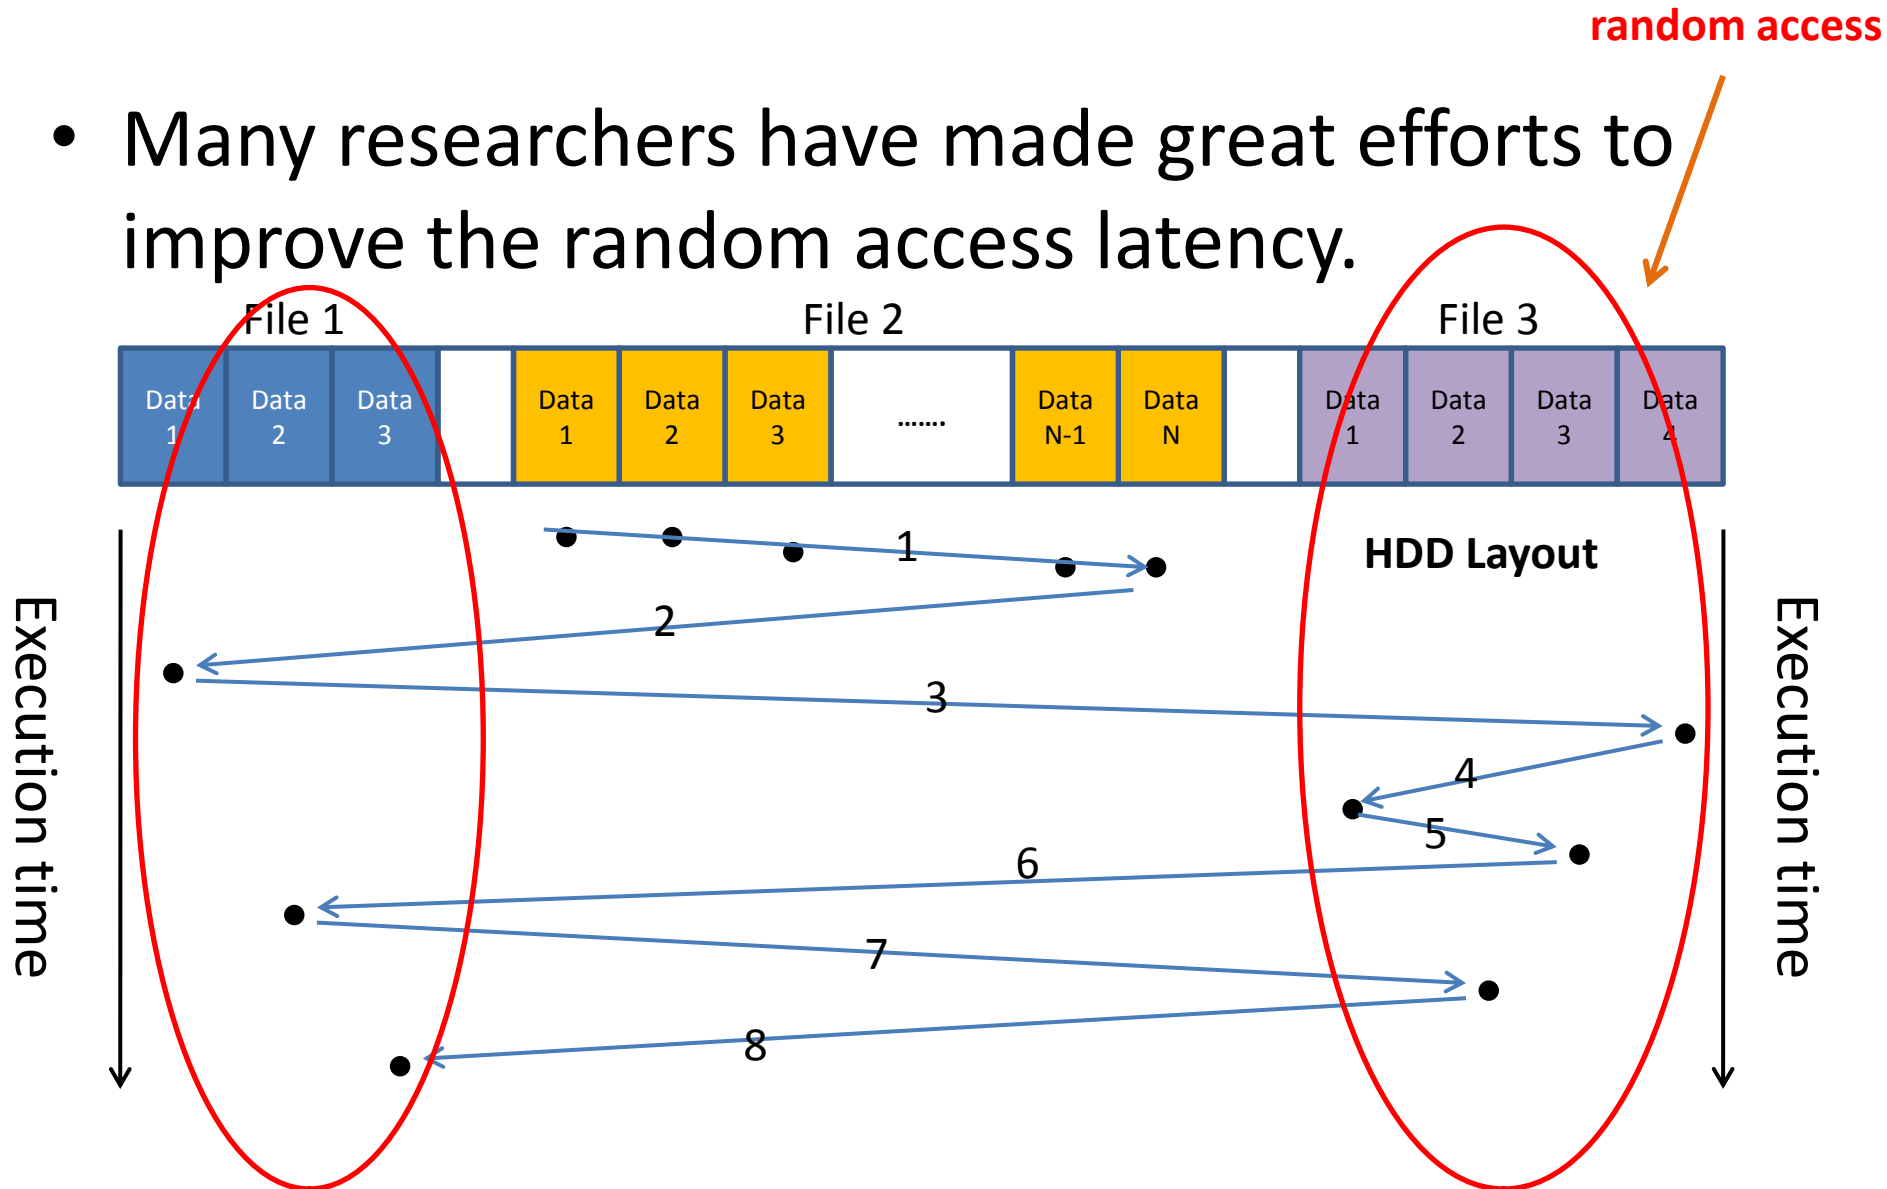 random access
• Many researchers have made great efforts to
improve the random access latency.
File 1
File 2
File 3
Data 1
Data 2
Data 3
Data 1
Data 2
Data 3
.......
Data N-1
Data N
Data 1
Data 2
Data 3
Data 4
HDD Layout
1
2
3
4
5
6
7
8
Execution time
Execution time